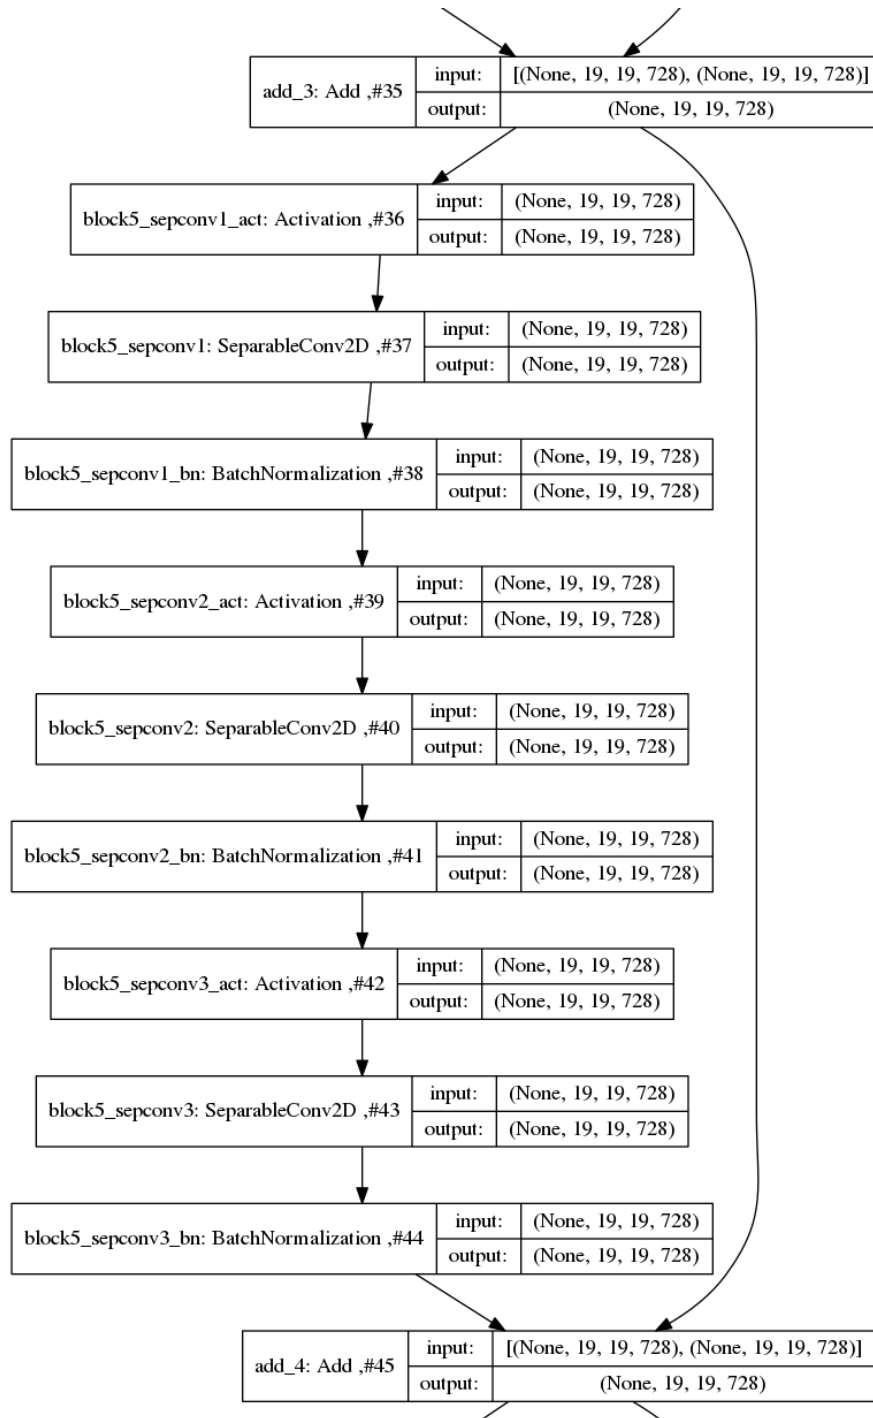 add_3: Add ,#35
input: [(None, 19, 19, 728), (None, 19, 19, 728)]
output: (None, 19, 19, 728)
block5_sepconv1_act: Activation ,#36
input: (None, 19, 19, 728)
output: (None, 19, 19, 728)
block5_sepconv1: SeparableConv2D ,#37
input: (None, 19, 19, 728)
output: (None, 19, 19, 728)
block5_sepconv1_bn: BatchNormalization ,#38
input: (None, 19, 19, 728)
output: (None, 19, 19, 728)
block5_sepconv2_act: Activation ,#39
input: (None, 19, 19, 728)
output: (None, 19, 19, 728)
block5_sepconv2: SeparableConv2D ,#40
input: (None, 19, 19, 728)
output: (None, 19, 19, 728)
block5_sepconv2_bn: BatchNormalization ,#41
input: (None, 19, 19, 728)
output: (None, 19, 19, 728)
block5_sepconv3_act: Activation ,#42
input: (None, 19, 19, 728)
output: (None, 19, 19, 728)
block5_sepconv3: SeparableConv2D ,#43
input: (None, 19, 19, 728)
output: (None, 19, 19, 728)
block5_sepconv3_bn: BatchNormalization ,#44
input: (None, 19, 19, 728)
output: (None, 19, 19, 728)
add_4: Add ,#45
input: [(None, 19, 19, 728), (None, 19, 19, 728)]
output: (None, 19, 19, 728)